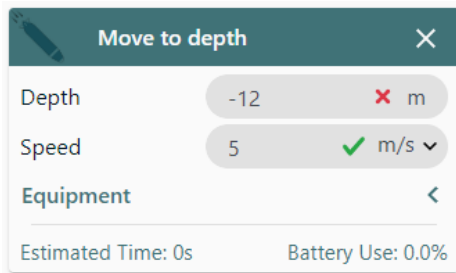 Move to depth
Depth -12 m
Speed 5 m/s
Equipment
Estimated Time: 0s Battery Use: 0.0%